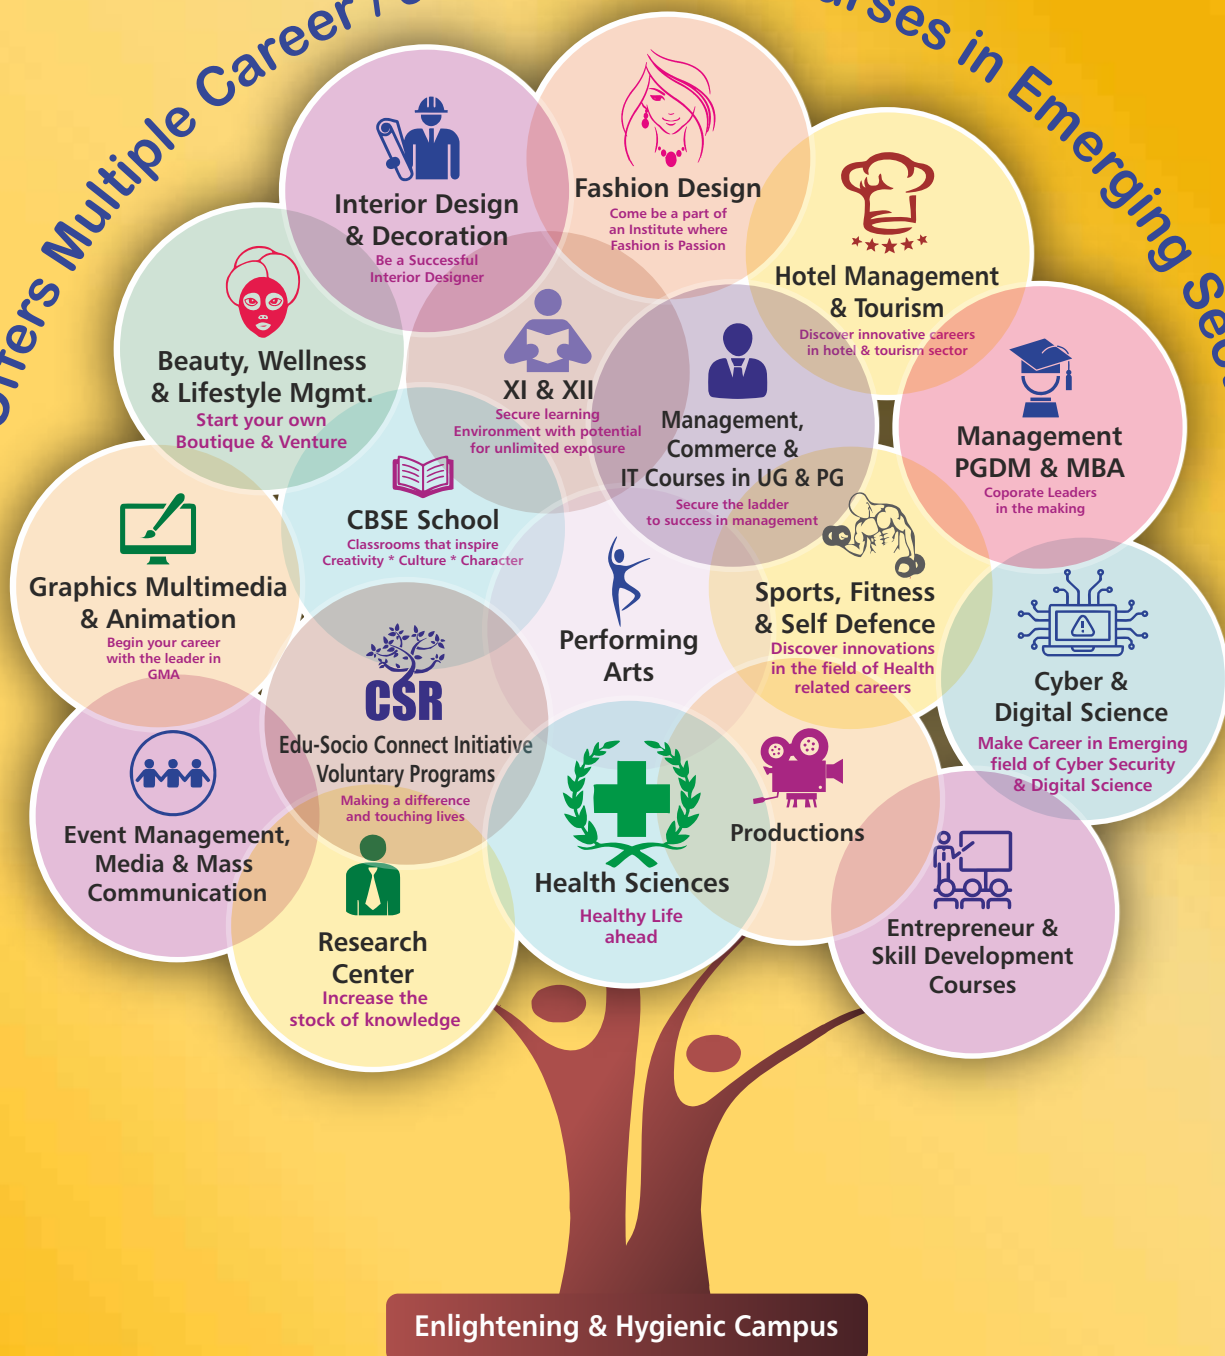 Offers Multiple Career
urses in Emerging Sec
Fashion Design
Come be a part of
an Institute where
Fashion is Passion
Interior Design
& Decoration
Be a Successful
Interior Designer
Hotel Management
& Tourism
Discover innovative careers
in hotel & tourism sector
Beauty, Wellness
& Lifestyle Mgmt.
Start your own
Boutique & Venture
XI & XII
Secure learning
Environment with potential
for unlimited exposure
Management,
Commerce &
IT Courses in UG & PG
Secure the ladder
to success in management
Management
PGDM & MBA
Coporate Leaders
in the making
CBSE School
Classrooms that inspire
Creativity * Culture * Character
Graphics Multimedia
& Animation
Begin your career
with the leader in
GMA
Performing
Arts
Sports, Fitness
& Self Defence
Discover innovations
in the field of Health
related careers
Cyber &
Digital Science
Make Career in Emerging
field of Cyber Security
& Digital Science
CSR
Edu-Socio Connect Initiative
Voluntary Programs
Making a difference
and touching lives
Event Management,
Media & Mass
Communication
Productions
Health Sciences
Healthy Life
ahead
Entrepreneur &
Skill Development
Courses
Research
Center
Increase the
stock of knowledge
Enlightening & Hygienic Campus